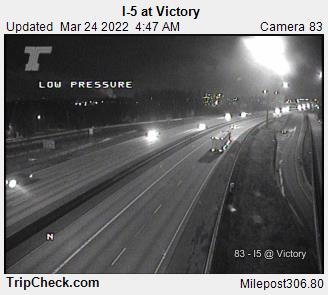 I-5 at Victory
Updated Mar 24 2022 4:47 AM Camera 83
T
LOW PRESSURE
N
83 - I5 @ Victory
TripCheck.com Milepost306.80